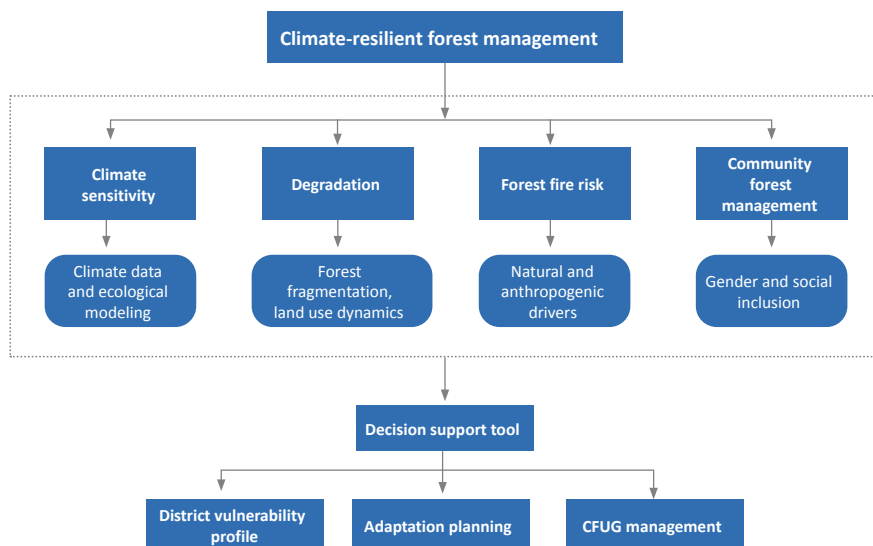 Climate-resilient forest management
Climate
sensitivity
Degradation
Forest fire risk
Community
forest
management
Climate data
and ecological
modeling
Forest
fragmentation,
land use dynamics
Natural and
anthropogenic
drivers
Gender and social
inclusion
Decision support tool
District vulnerability
profile
Adaptation planning
CFUG management